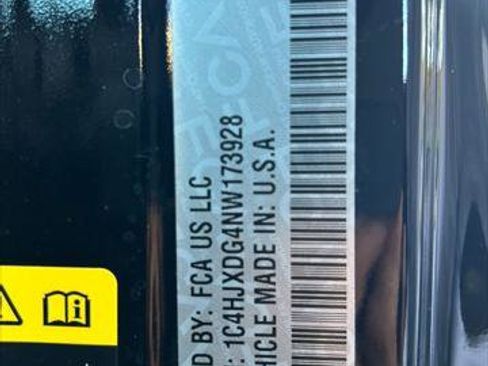 D BY: FCA US LLC
: 1C4HJXDG4NW173928
HICLE MADE IN: U.S.A.